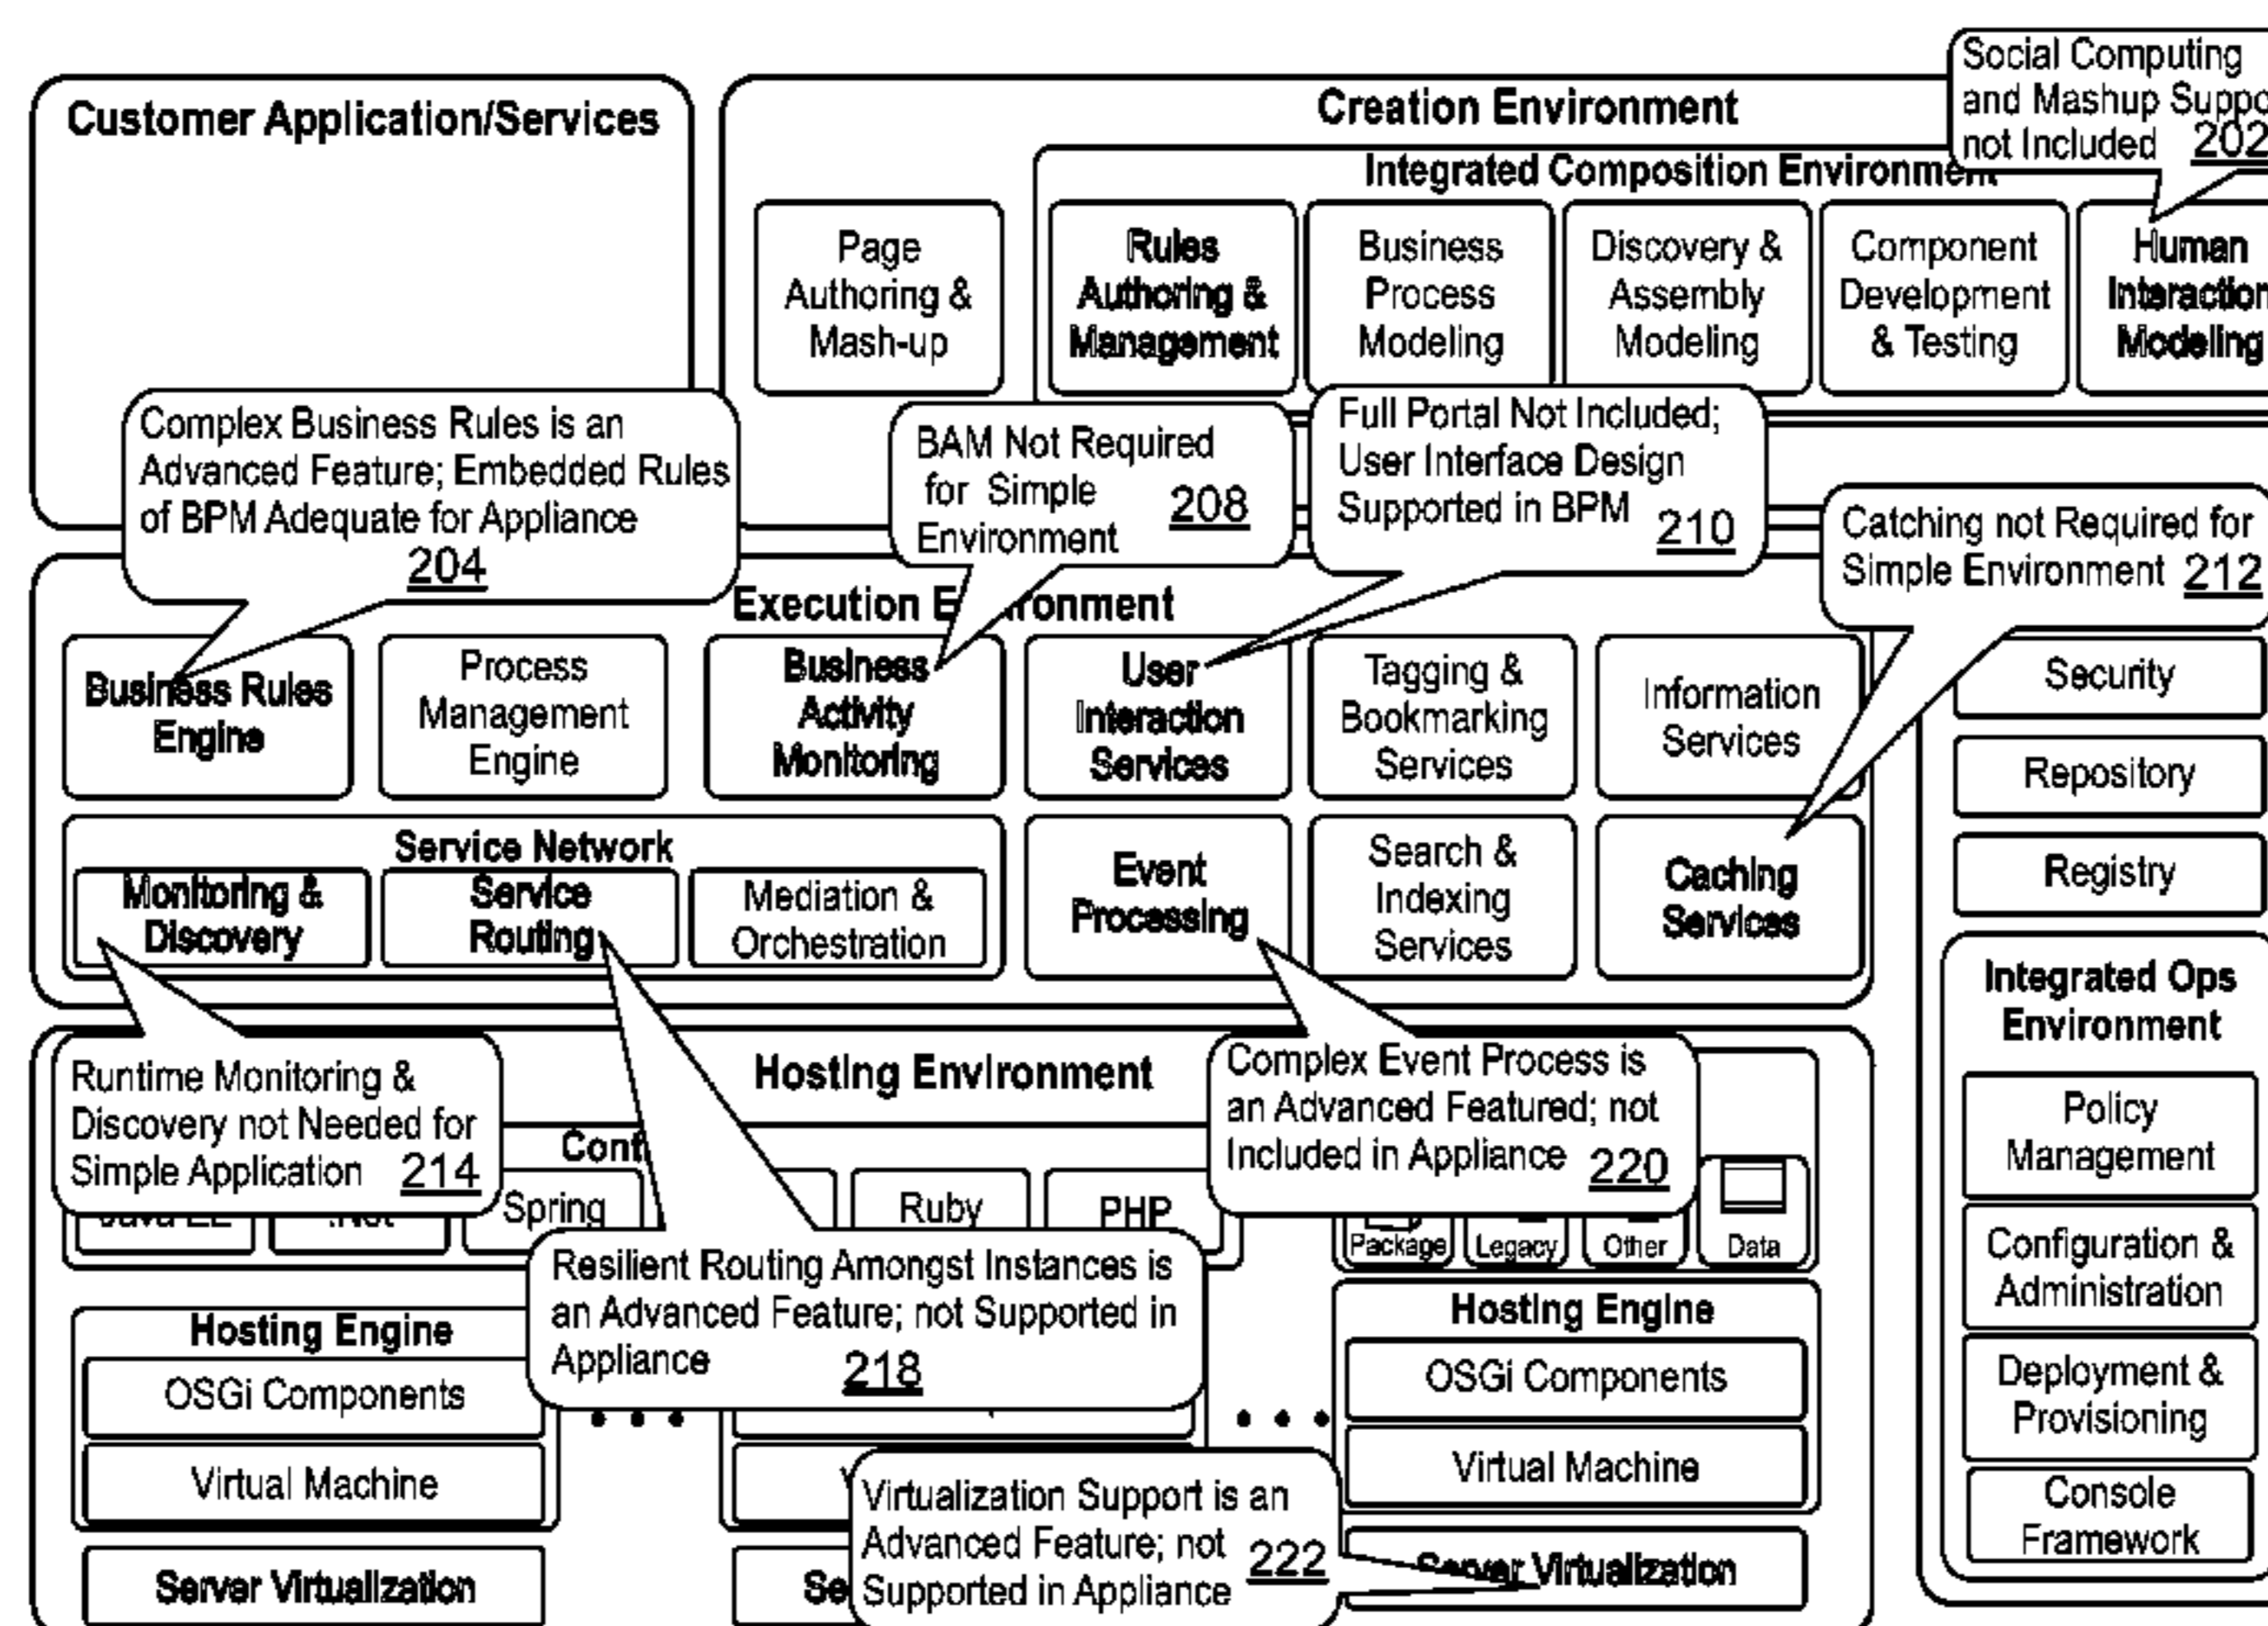 Customer Application/Services
Creation Environment
Social Computing
and Mashup
not Included 202
Integrated Composition Environment
Page
Authoring &
Mash-up
Rules
Authoring &
Management
Business
Process
Modeling
Discovery &
Assembly
Modeling
Component
Development
& Testing
Human
Interaction
Modeling
Complex Business Rules is an
Advanced Feature; Embedded Rules
of BPM Adequate for Appliance
204
BAM Not Required
for Simple
Environment 208
Full Portal Not Included;
User Interface Design
Supported in BPM 210
Catching not Required for
Simple Environment 212
Execution
Business Rules
Engine
Process
Management
Engine
Business
Activity
Monitoring
User
Interaction
Services
Tagging &
Bookmarking
Services
Information
Services
Service Network
Monitoring &
Discovery
Service
Routing
Mediation &
Orchestration
Event
Processing
Search &
Indexing
Services
Caching
Services
Security
Repository
Registry
Integrated Ops
Environment
Policy
Management
Configuration &
Administration
Deployment &
Provisioning
Console
Framework
Hosting Environment
Runtime Monitoring &
Discovery not Needed for
Simple Application 214
Complex Event Process is
an Advanced Featured; not
Included in Appliance 220
Spring
Ruby
PHP
Package
Legacy
Other
Data
Resilient Routing Amongst Instances is
an Advanced Feature; not Supported in
Appliance 218
Hosting Engine
OSGi Components
Virtual Machine
Server Virtualization
Hosting Engine
OSGi Components
Virtual Machine
Server Virtualization
Virtualization Support is an
Advanced Feature; not
Supported in Appliance 222